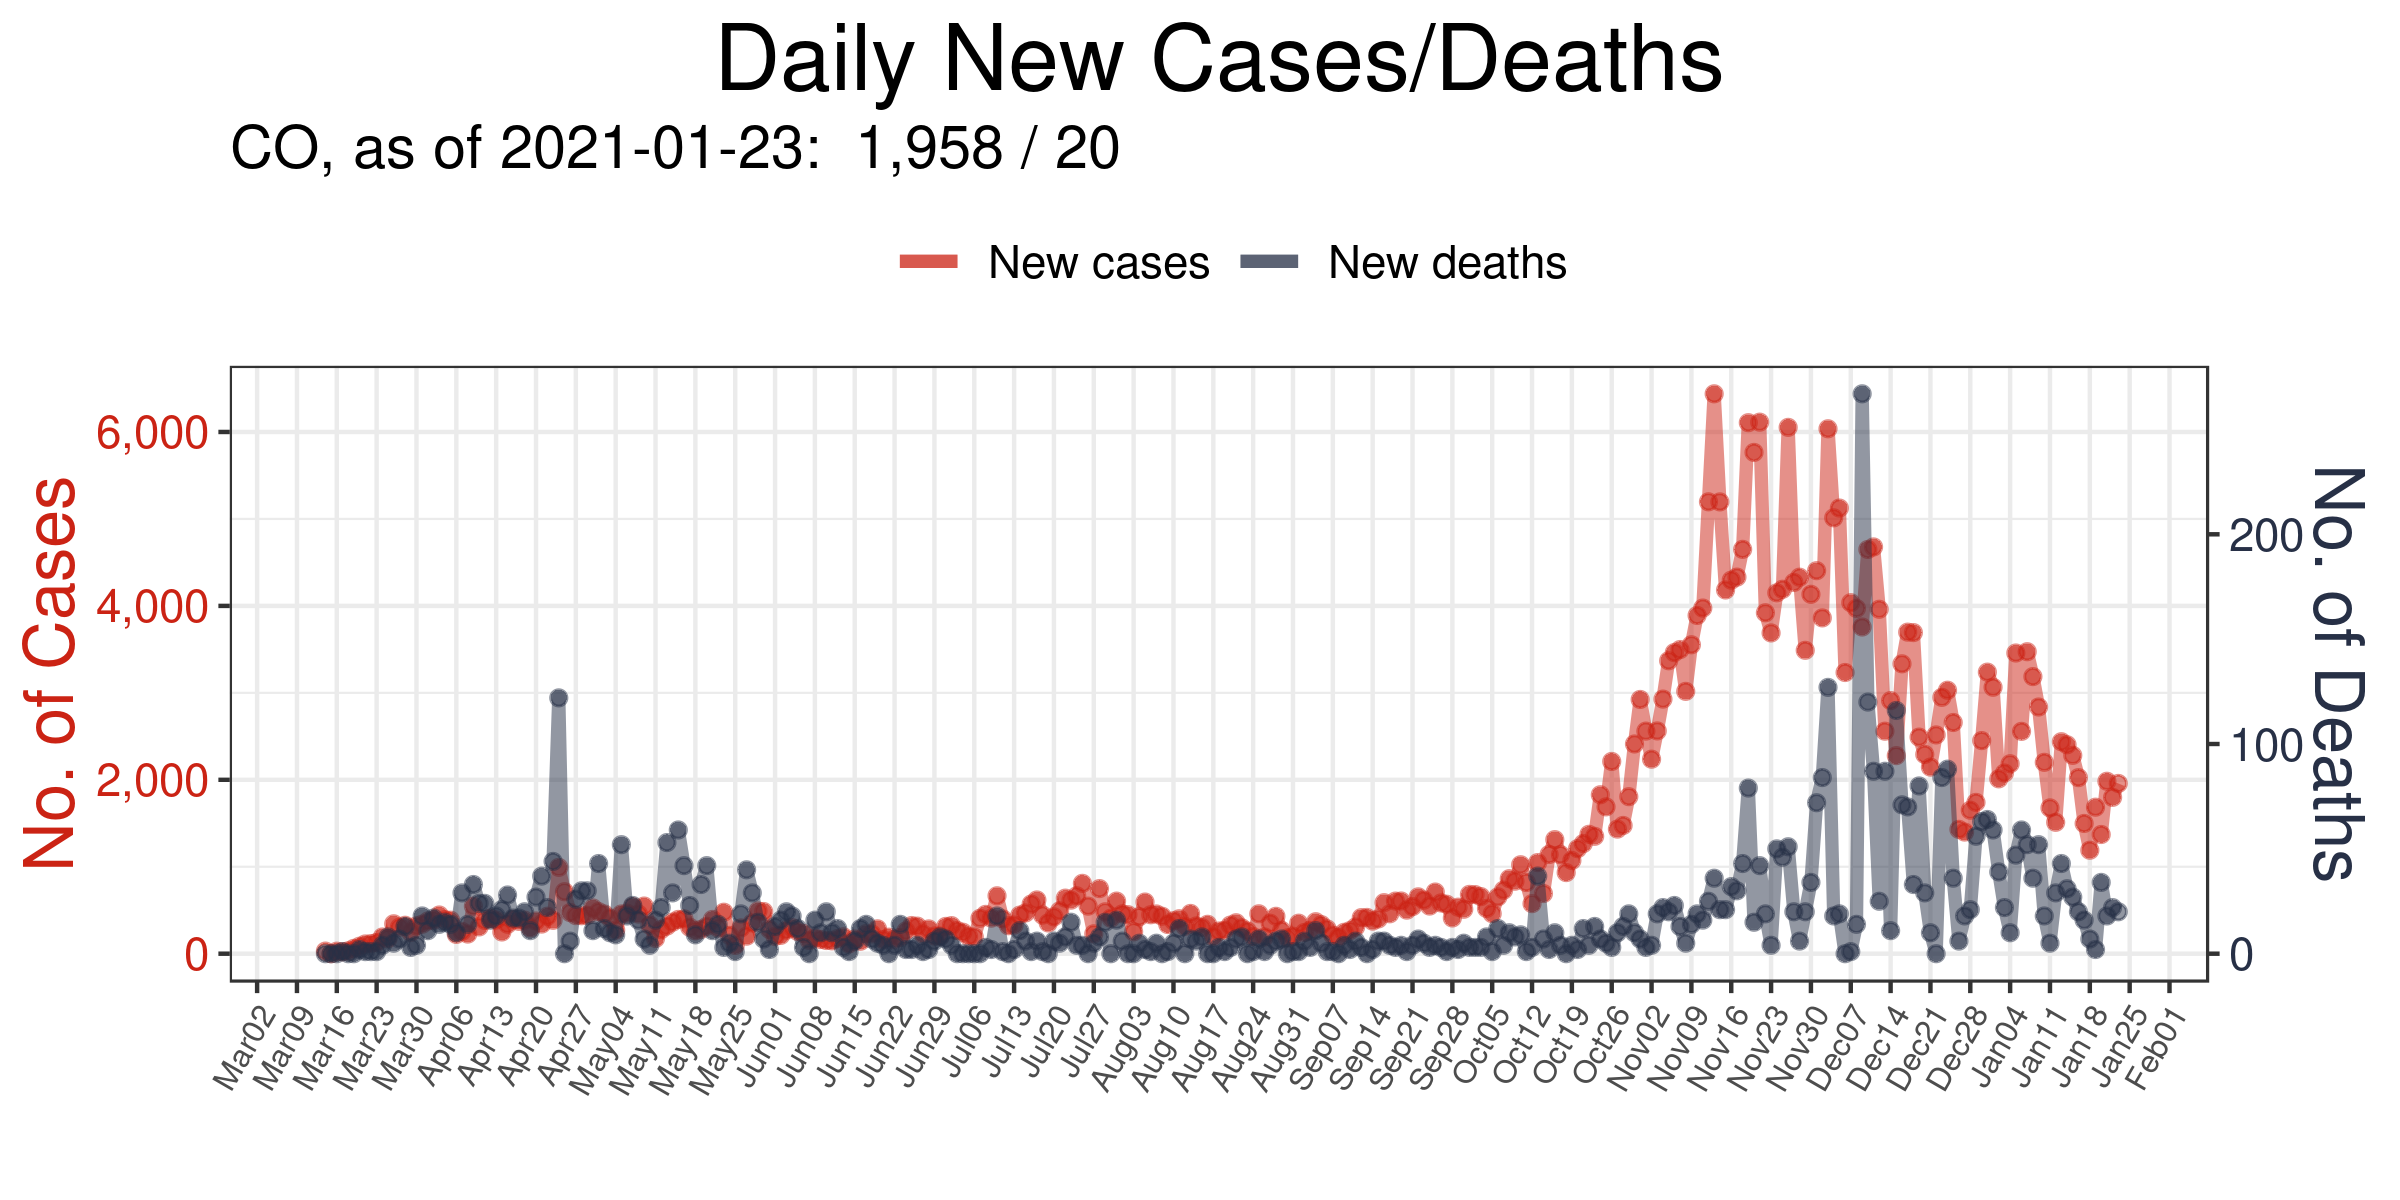 Daily New Cases/Deaths
CO, as of 2021-01-23:  1,958 / 20
New cases
New deaths
No. of Cases
6,000
4,000
2,000
0
200
100
0
No. of Deaths
Mar02
Mar09
Mar16
Mar23
Mar30
Apr06
Apr13
Apr20
Apr27
May04
May11
May18
May25
Jun01
Jun08
Jun15
Jun22
Jun29
Jul06
Jul13
Jul20
Jul27
Aug03
Aug10
Aug17
Aug24
Aug31
Sep07
Sep14
Sep21
Sep28
Oct05
Oct12
Oct19
Oct26
Nov02
Nov09
Nov16
Nov23
Nov30
Dec07
Dec14
Dec21
Dec28
Jan04
Jan11
Jan18
Jan25
Feb01